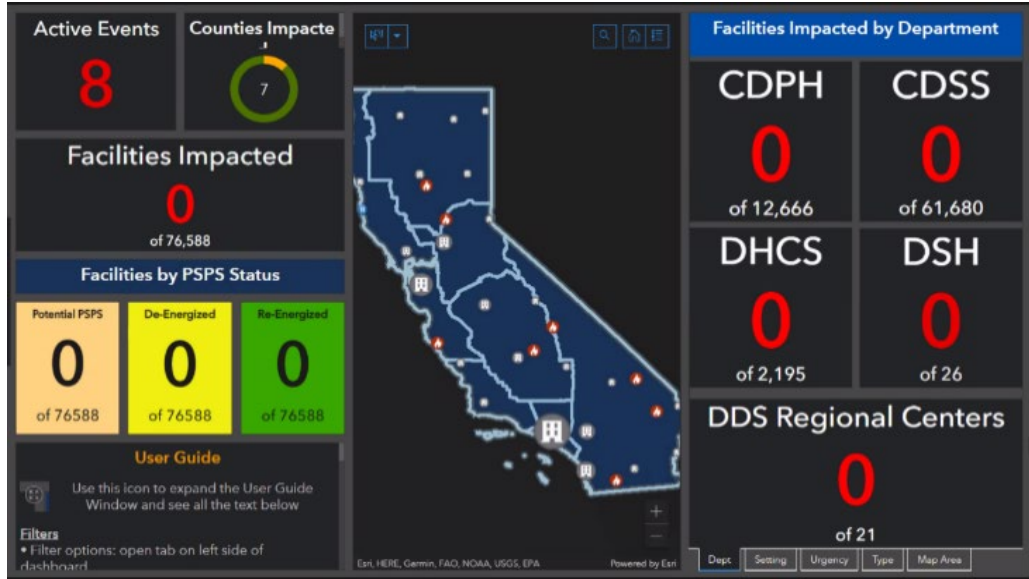 Active Events
8
Counties Impacte
7
Facilities Impacted
0
of 76,588
Facilities by PSPS Status
Potential PSPS
0
of 76588
De-Energized
0
of 76588
Re-Energized
0
of 76588
User Guide
Use this icon to expand the User Guide
Window and see all the text below
Filters
• Filter options: open tab on left side of
dashboard
Esri, HERE, Garmin, FAO, NOAA, USGS, EPA
Powered by Esri
Facilities Impacted by Department
CDPH
0
of 12,666
CDSS
0
of 61,680
DHCS
0
of 2,195
DSH
0
of 26
DDS Regional Centers
0
of 21
Dept
Setting
Urgency
Type
Map Area